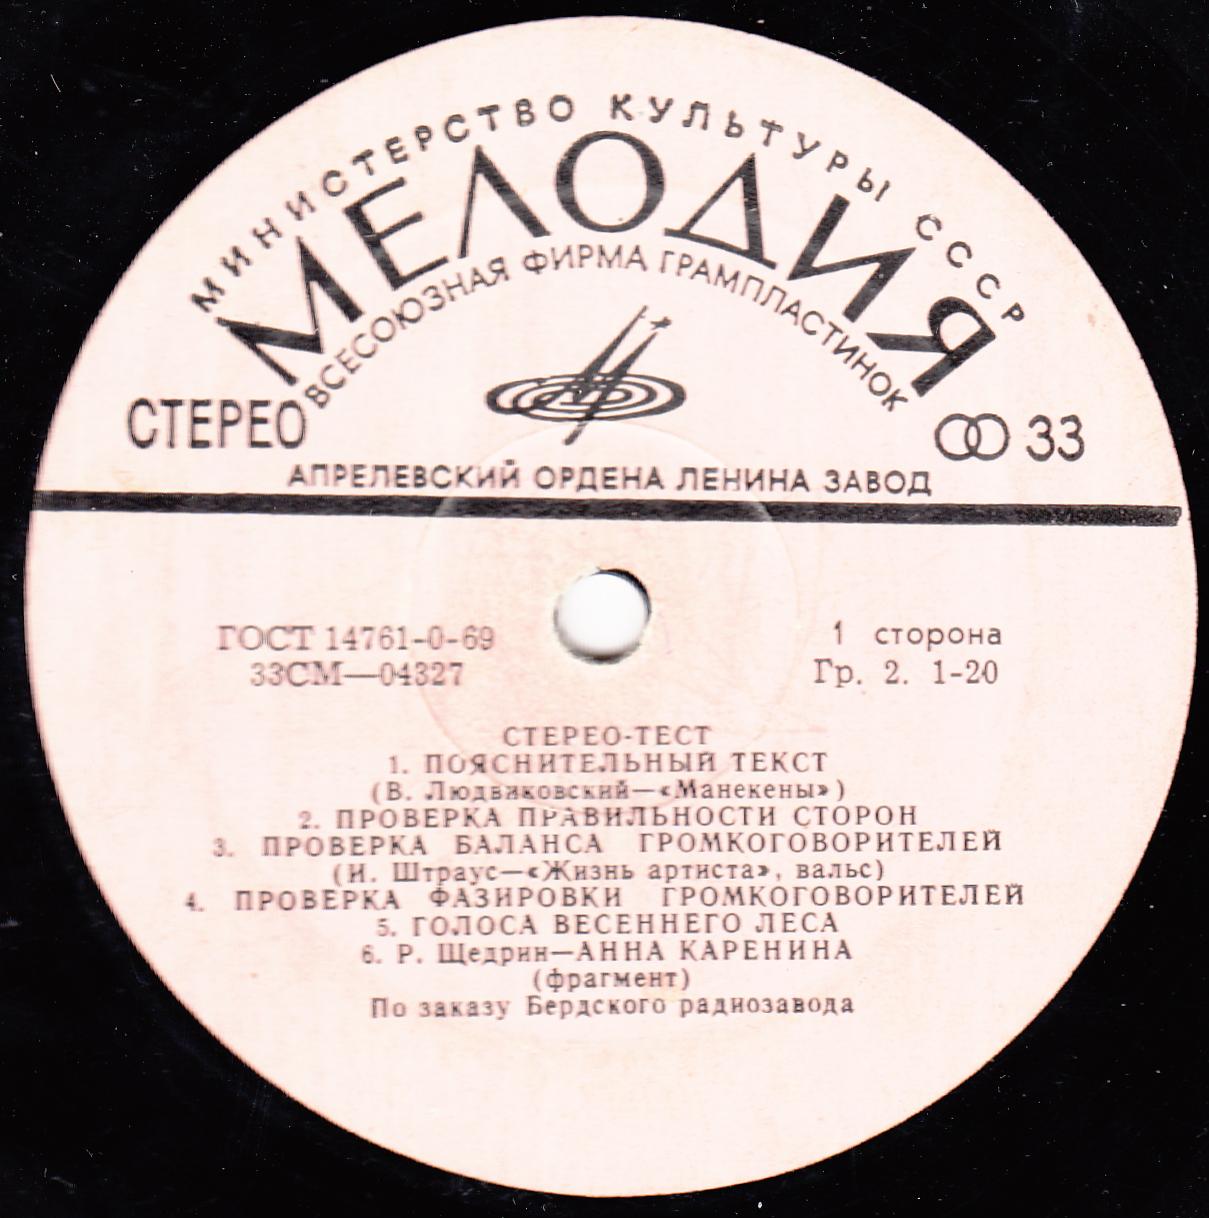 МИНИСТЕРСТВО КУЛЬТУРЫ СССР
МЕЛОДИЯ
ВСЕСОЮЗНАЯ ФИРМА ГРАМПЛАСТИНОК
СТЕРЕО
33
АПРЕЛЕВСКИЙ ОРДЕНА ЛЕНИНА ЗАВОД
ГОСТ 14761-0-69
1 сторона
33СМ—04327
Гр. 2. 1-20
СТЕРЕО-ТЕСТ
1. ПОЯСНИТЕЛЬНЫЙ ТЕКСТ
(В. Людвиковский—«Манекены»)
2. ПРОВЕРКА ПРАВИЛЬНОСТИ СТОРОН
3. ПРОВЕРКА БАЛАНСА ГРОМКОГОВОРИТЕЛЕЙ
(И. Штраус—«Жизнь артиста», вальс)
4. ПРОВЕРКА ФАЗИРОВКИ ГРОМКОГОВОРИТЕЛЕЙ
5. ГОЛОСА ВЕСЕННЕГО ЛЕСА
6. Р. Щедрин—АННА КАРЕНИНА
(фрагмент)
По заказу Бердского радиозавода